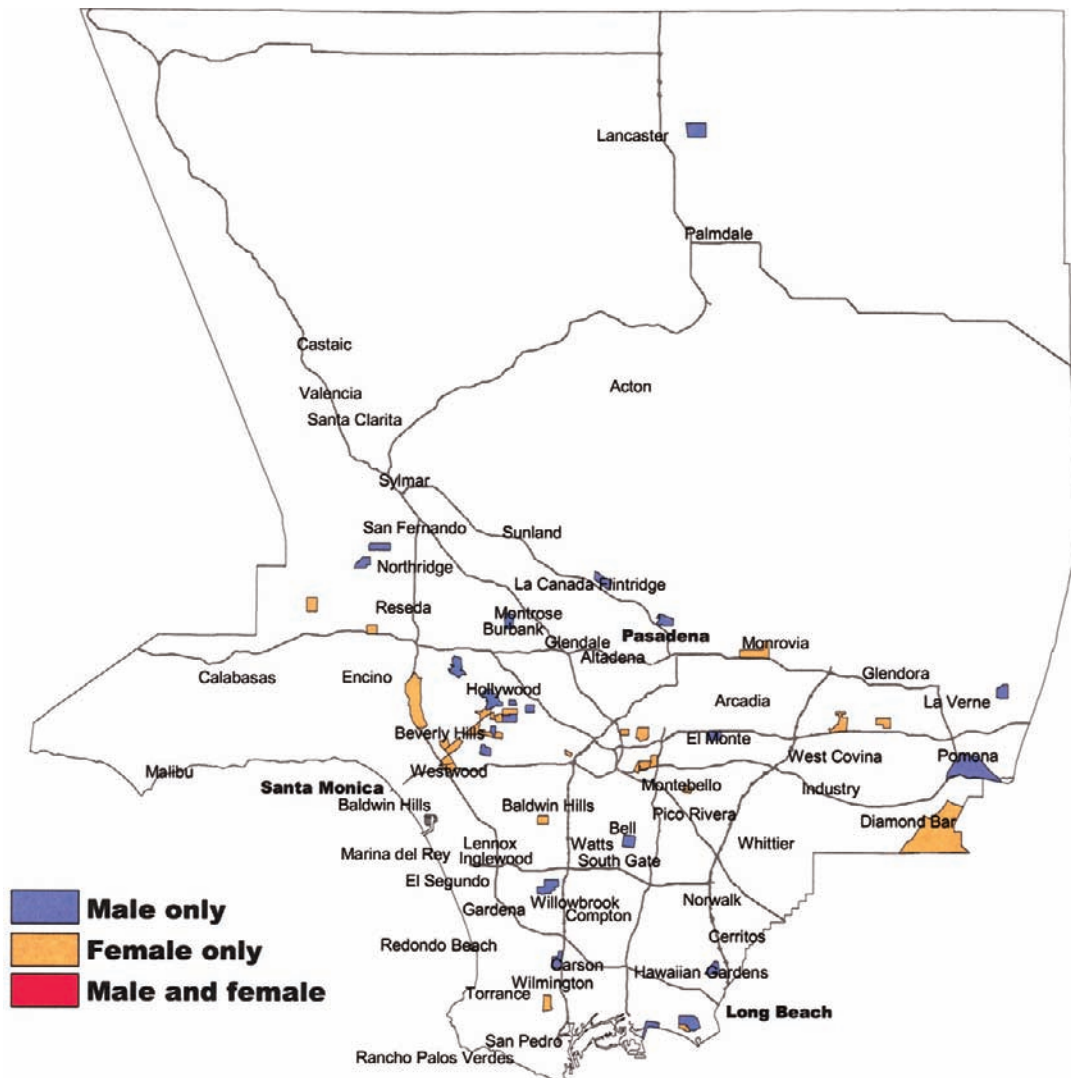 Lancaster
Palmdale
Castaic
Acton
Valencia
Santa Clarita
Sylmar
San Fernando
Sunland
Northridge
La Canada Flintridge
Reseda
Montrose
Burbank
Pasadena
Glendale
Monrovia
Altadena
Calabasas
Encino
Glendora
Hollywood
Arcadia
La Verne
Beverly Hills
El Monte
West Covina
Pomona
Malibu
Westwood
Santa Monica
Montebello
Industry
Baldwin Hills
Baldwin Hills
Pico Rivera
Diamond Bar
Bell
Lennox
Watts
Whittier
Marina del Rey
Inglewood
South Gate
El Segundo
Male only
Gardena
Willowbrook
Norwalk
Compton
Female only
Redondo Beach
Cerritos
Carson
Hawaiian Gardens
Male and female
Torrance
Wilmington
Long Beach
San Pedro
Rancho Palos Verdes